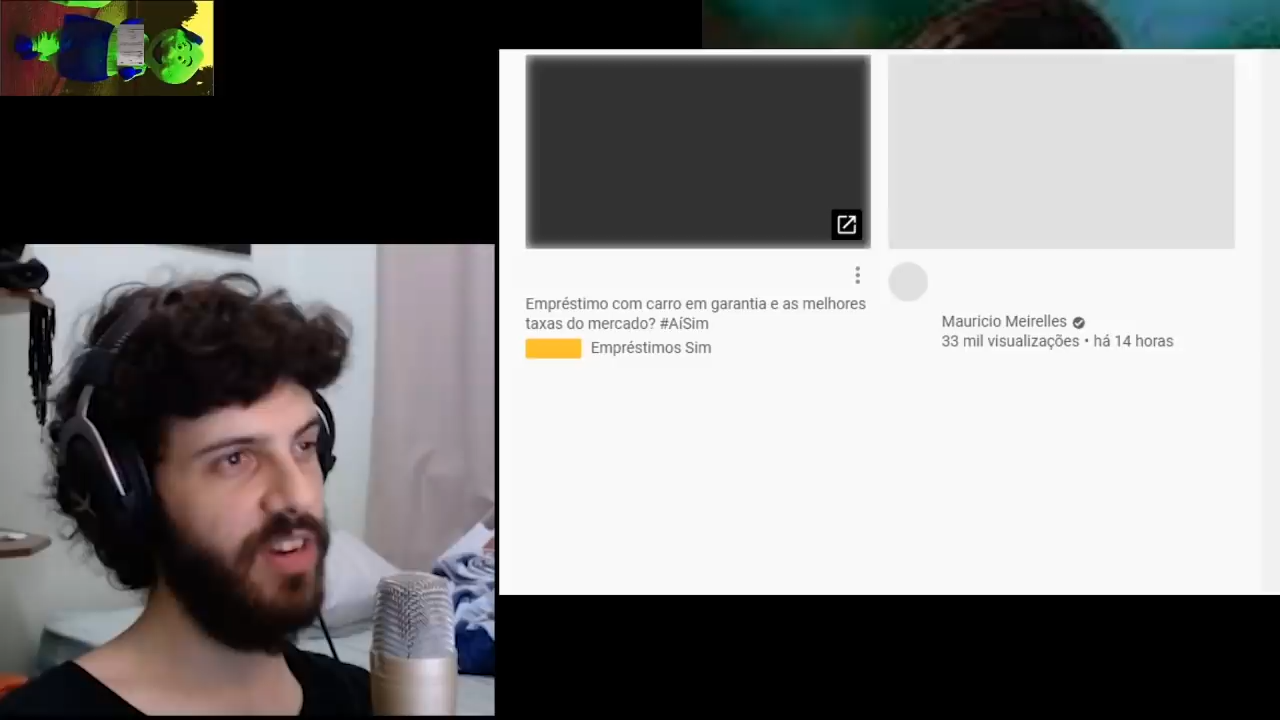 Empréstimo com carro em garantia e as melhores
taxas do mercado? #AíSim
Empréstimos Sim
Mauricio Meirelles
33 mil visualizações • há 14 horas